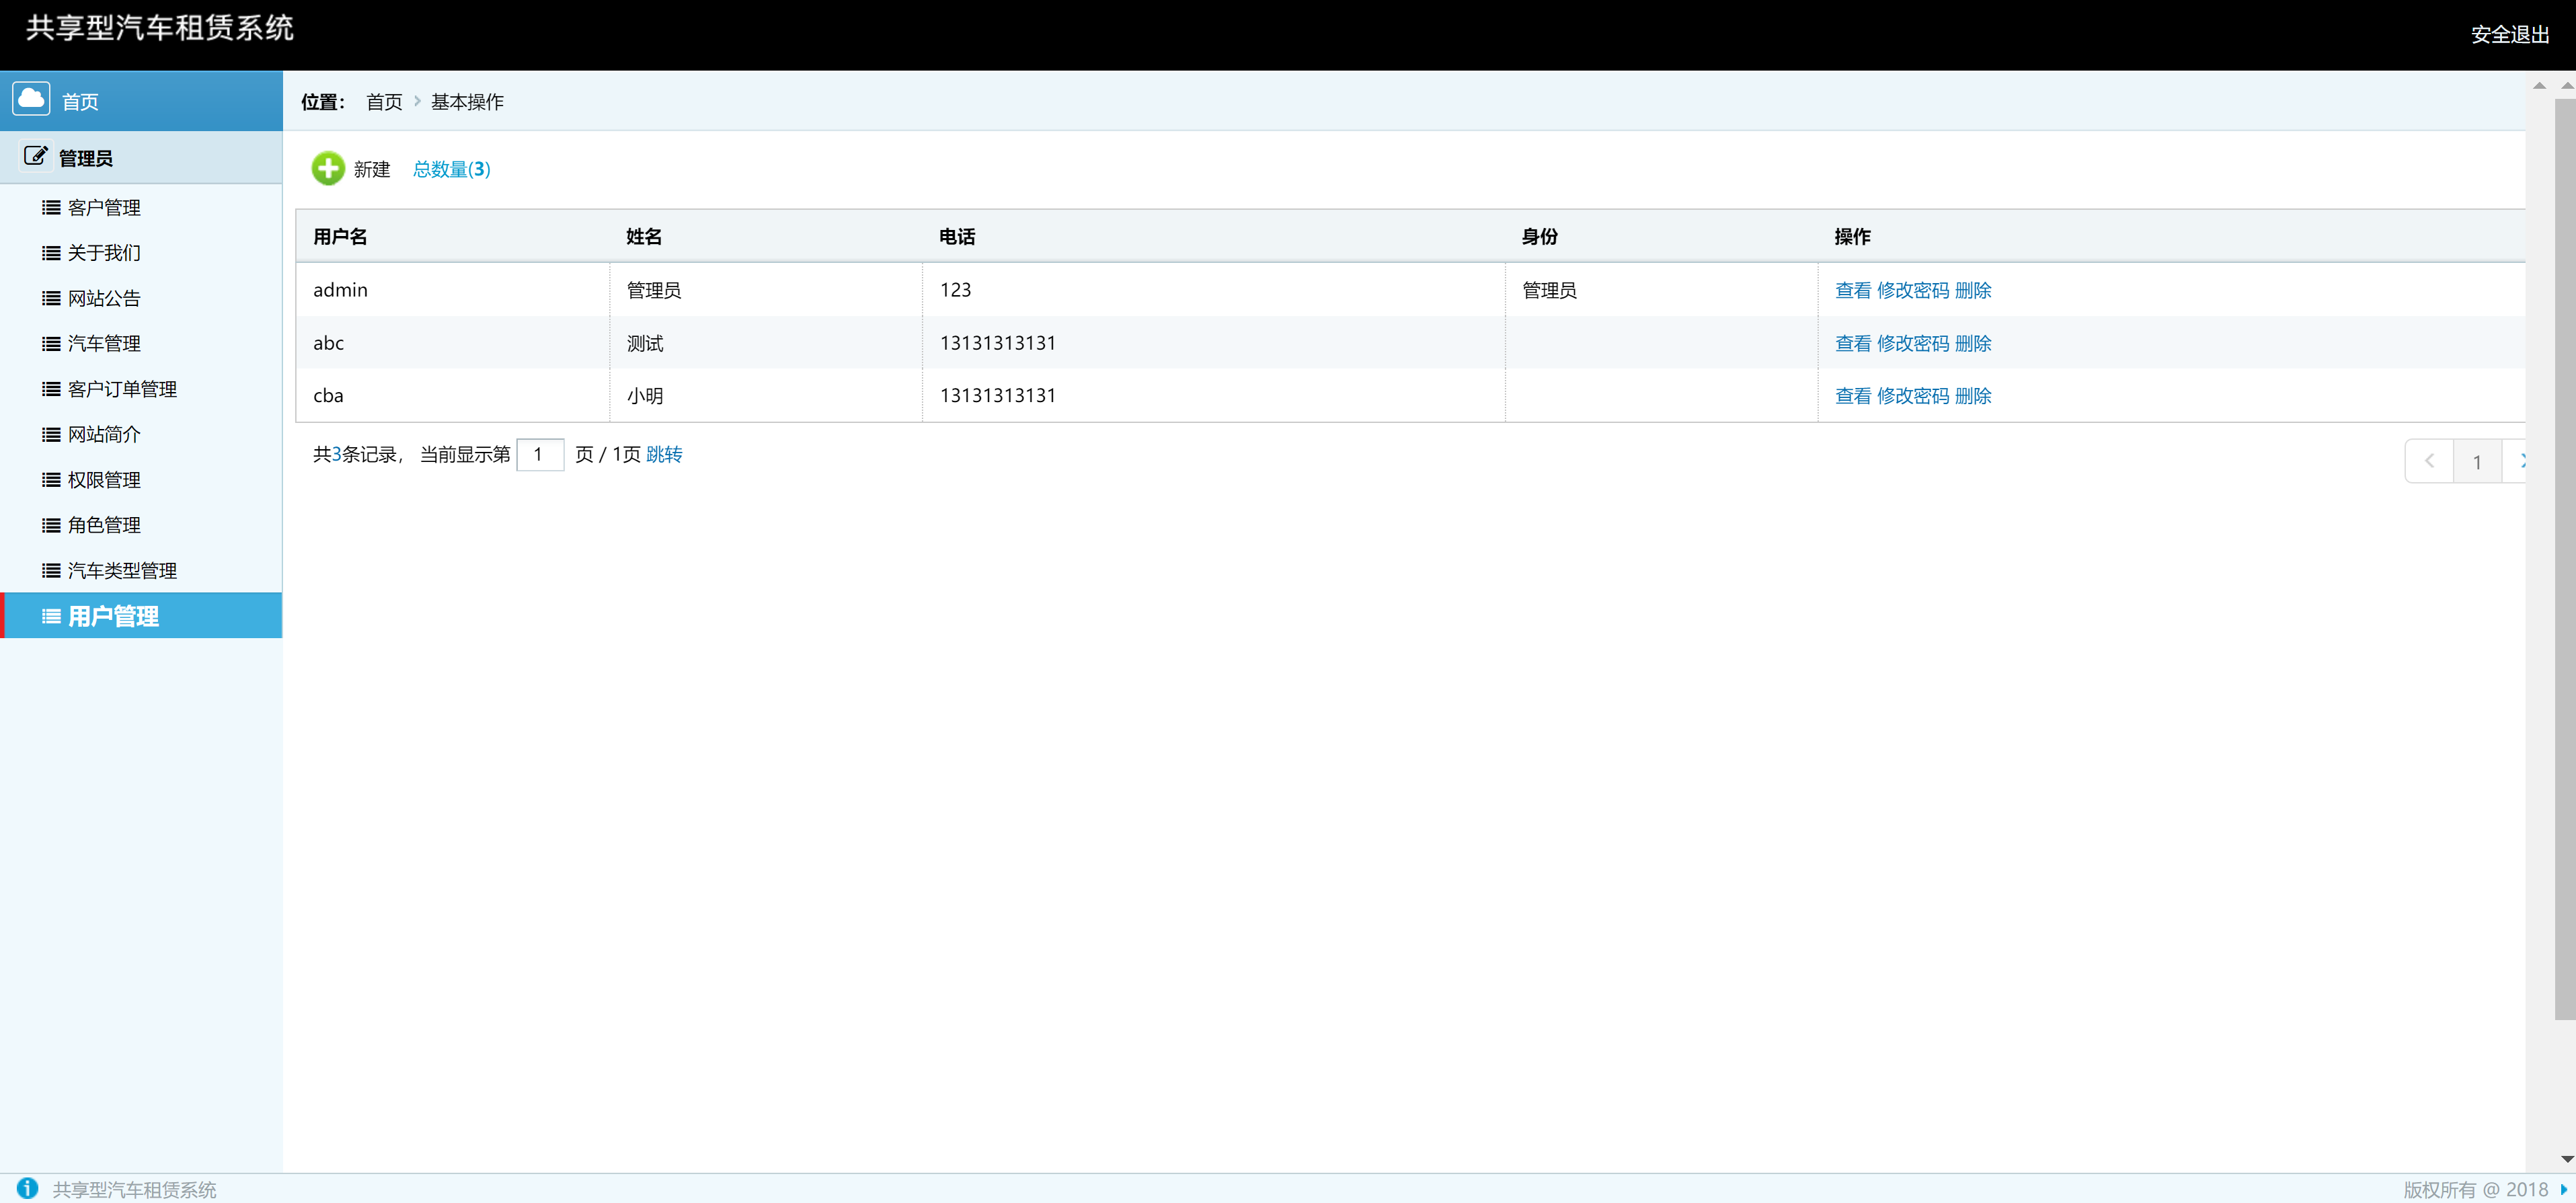 共享型汽车租赁系统
安全退出
首页
位置： 首页 基本操作
管理员
新建 总数量(3)
客户管理
关于我们
网站公告
汽车管理
客户订单管理
网站简介
权限管理
角色管理
汽车类型管理
用户管理
用户名 姓名 电话 身份 操作
admin 管理员 123 管理员 查看 修改密码 删除
abc 测试 13131313131 查看 修改密码 删除
cba 小明 13131313131 查看 修改密码 删除
共3条记录， 当前显示第 1 页 / 1页 跳转
1
共享型汽车租赁系统
版权所有 @ 2018